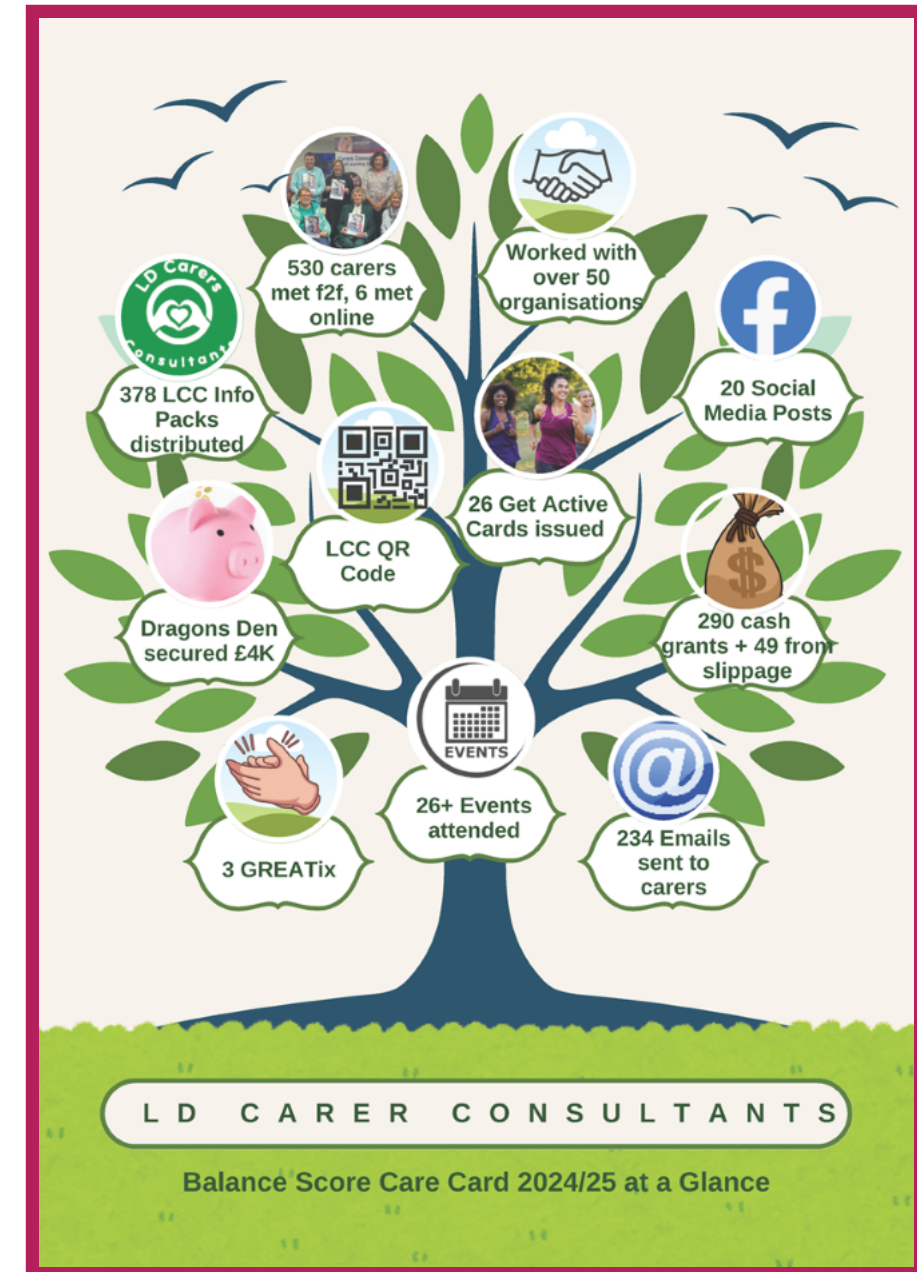 530 carers
met f2f, 6 met
online
Worked with
over 50
organisations
LD Carers
Consultants
378 LCC Info
Packs
distributed
20 Social
Media Posts
LCC QR
Code
26 Get Active
Cards issued
Dragons Den
secured £4K
$
290 cash
grants + 49 from
slippage
EVENTS
26+ Events
attended
3 GREATix
@
234 Emails
sent to
carers
LD CARER CONSULTANTS
Balance Score Care Card 2024/25 at a Glance